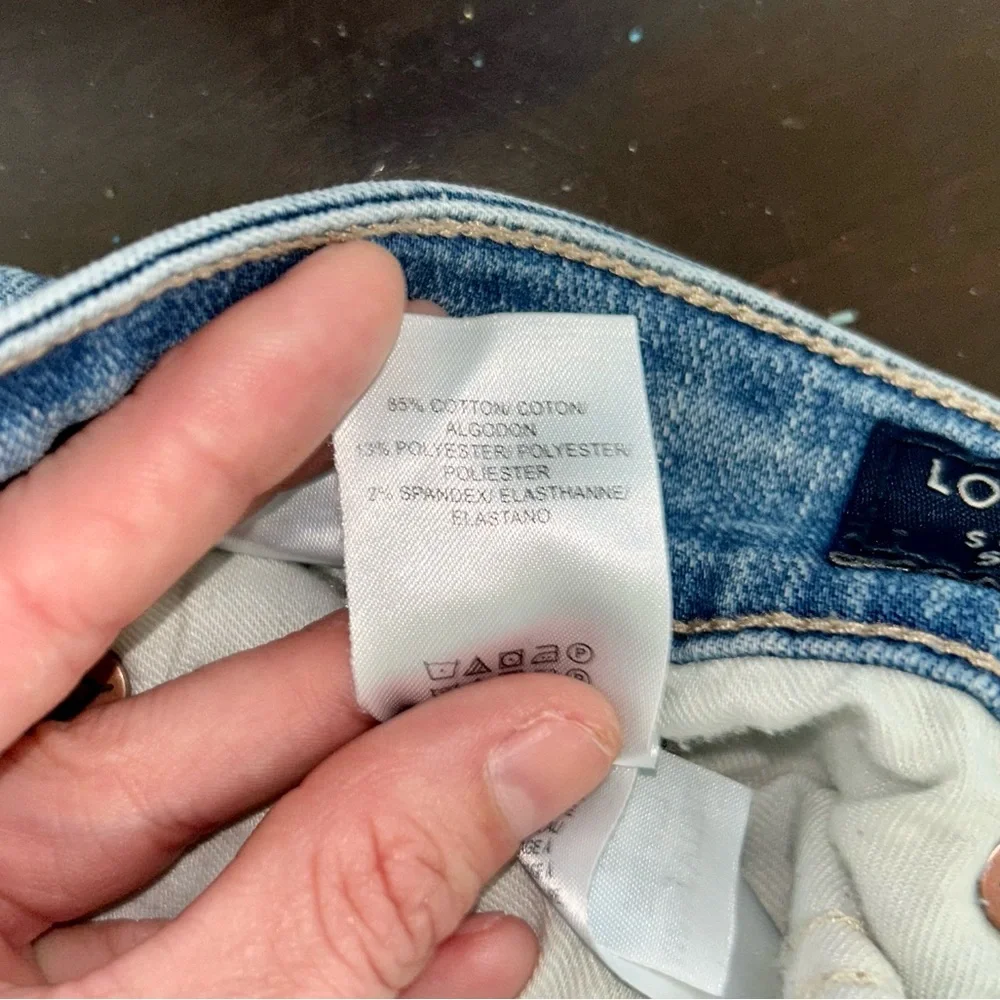 85% COTTON/ COTON/
ALGODON
13% POLYESTER/ POLYESTER/
POLIESTER
2% SPANDEX/ ELASTHANNE/
ELASTANO
P
LO